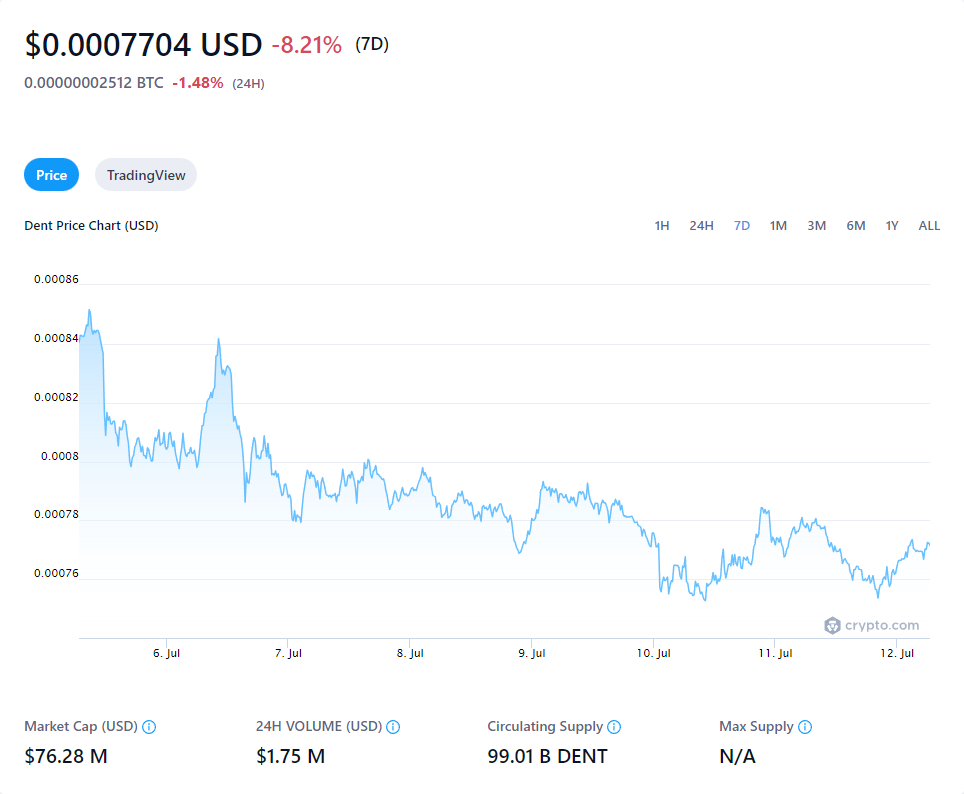 $0.0007704 USD -8.21% (7D)
0.00000002512 BTC -1.48% (24H)
Price TradingView
Dent Price Chart (USD) 1H 24H 7D 1M 3M 6M 1Y ALL
0.00086
0.00084
0.00082
0.0008
0.00078
0.00076
crypto.com
6. Jul 7. Jul 8. Jul 9. Jul 10. Jul 11. Jul 12. Jul
Market Cap (USD) 24H VOLUME (USD) Circulating Supply Max Supply
$76.28 M $1.75 M 99.01 B DENT N/A